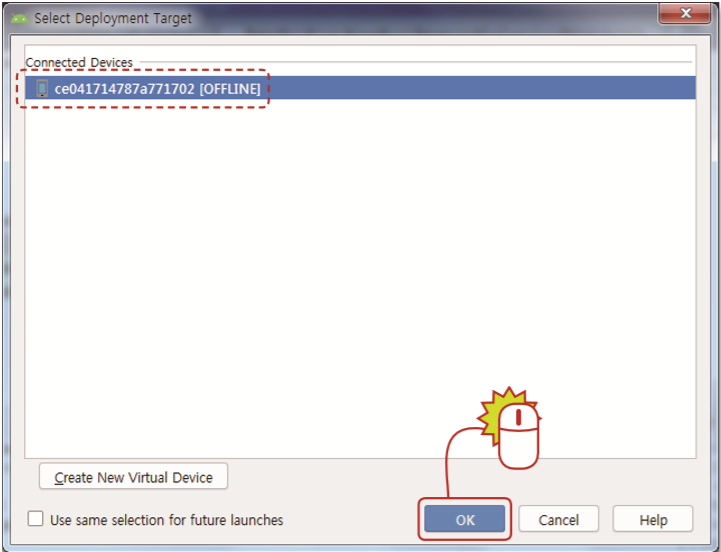 Select Deployment Target
Connected Devices
ce041714787a771702 [OFFLINE]
Create New Virtual Device
Use same selection for future launches
OK
Cancel
Help